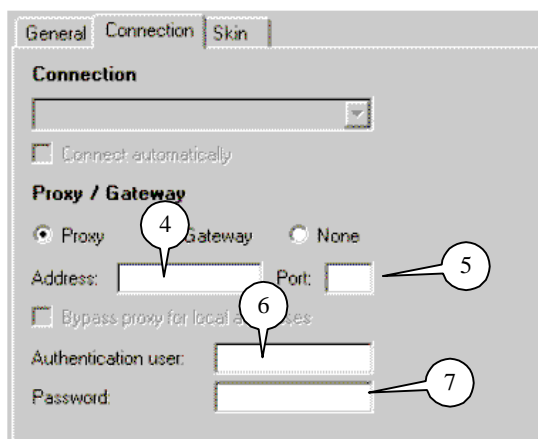 General Connection Skin
Connection
Connect automatically
Proxy / Gateway
Proxy 4 Gateway None
Address: Port: 5
Bypass proxy for local addresses
6
Authentication user:
Password: 7